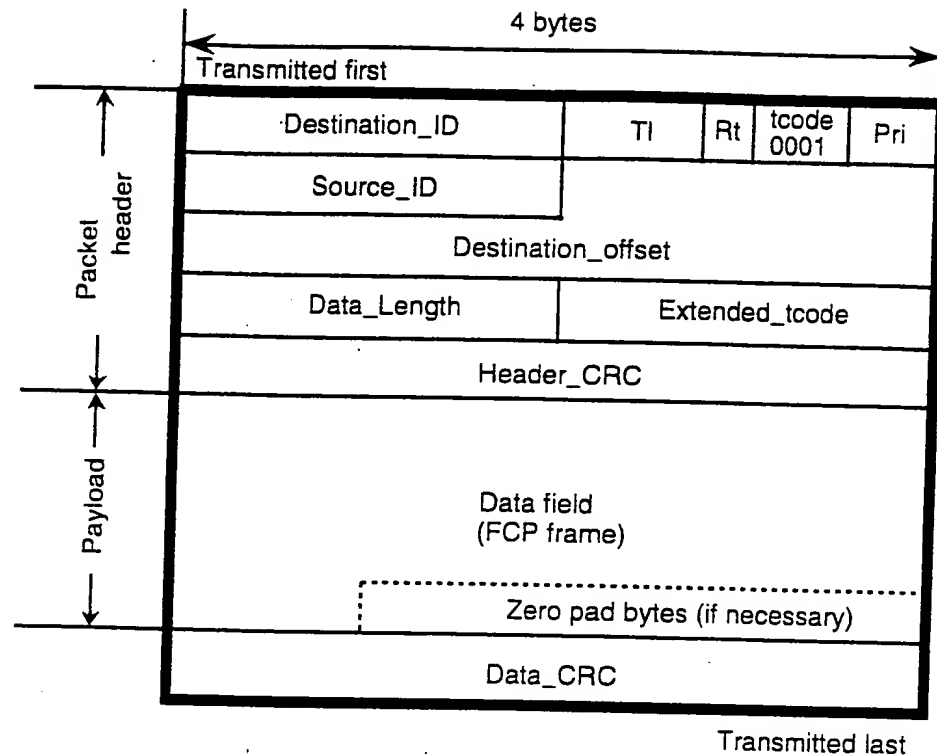 4 bytes
Transmitted first
Destination_ID
TI
Rt
tcode
0001
Pri
Source_ID
Destination_offset
Data_Length
Extended_tcode
Header_CRC
Packet
header
Payload
Data field
(FCP frame)
Zero pad bytes (if necessary)
Data_CRC
Transmitted last